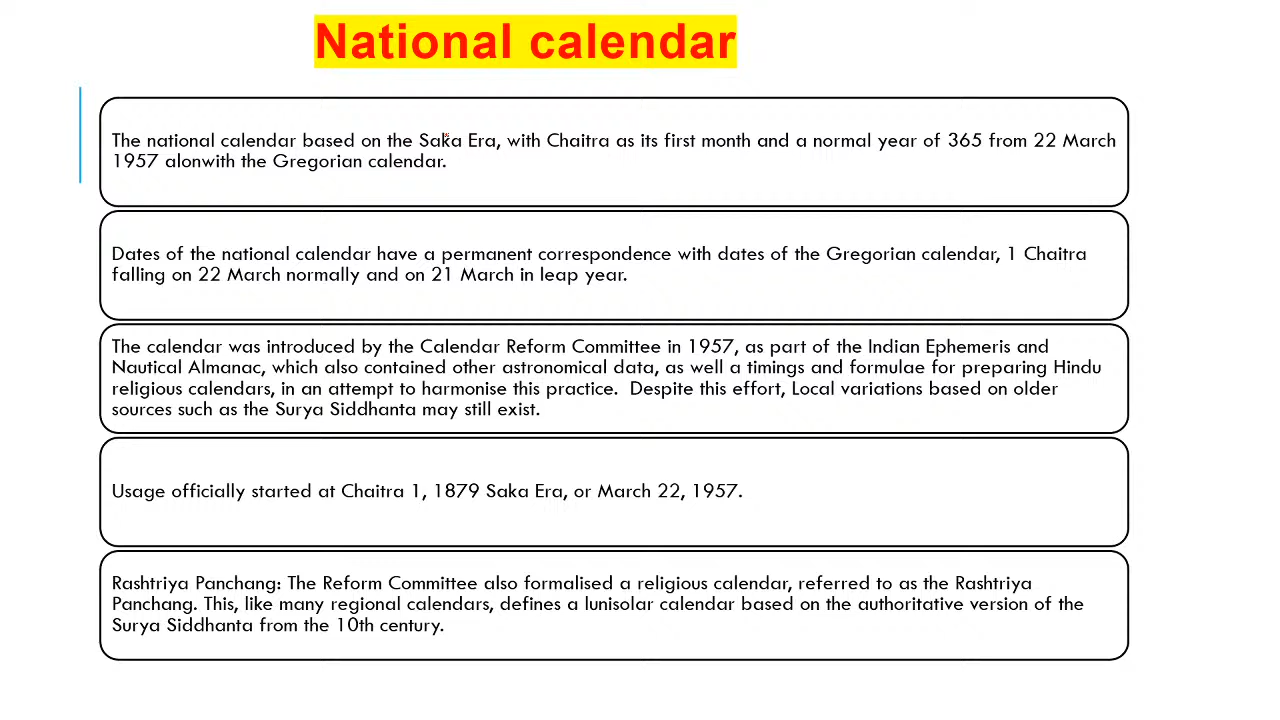 National calendar
The national calendar based on the Saka Era, with Chaitra as its first month and a normal year of 365 from 22 March
1957 alonwith the Gregorian calendar.
Dates of the national calendar have a permanent correspondence with dates of the Gregorian calendar, 1 Chaitra
falling on 22 March normally and on 21 March in leap year.
The calendar was introduced by the Calendar Reform Committee in 1957, as part of the Indian Ephemeris and
Nautical Almanac, which also contained other astronomical data, as well a timings and formulae for preparing Hindu
religious calendars, in an attempt to harmonise this practice.  Despite this effort, Local variations based on older
sources such as the Surya Siddhanta may still exist.
Usage officially started at Chaitra 1, 1879 Saka Era, or March 22, 1957.
Rashtriya Panchang: The Reform Committee also formalised a religious calendar, referred to as the Rashtriya
Panchang. This, like many regional calendars, defines a lunisolar calendar based on the authoritative version of the
Surya Siddhanta from the 10th century.